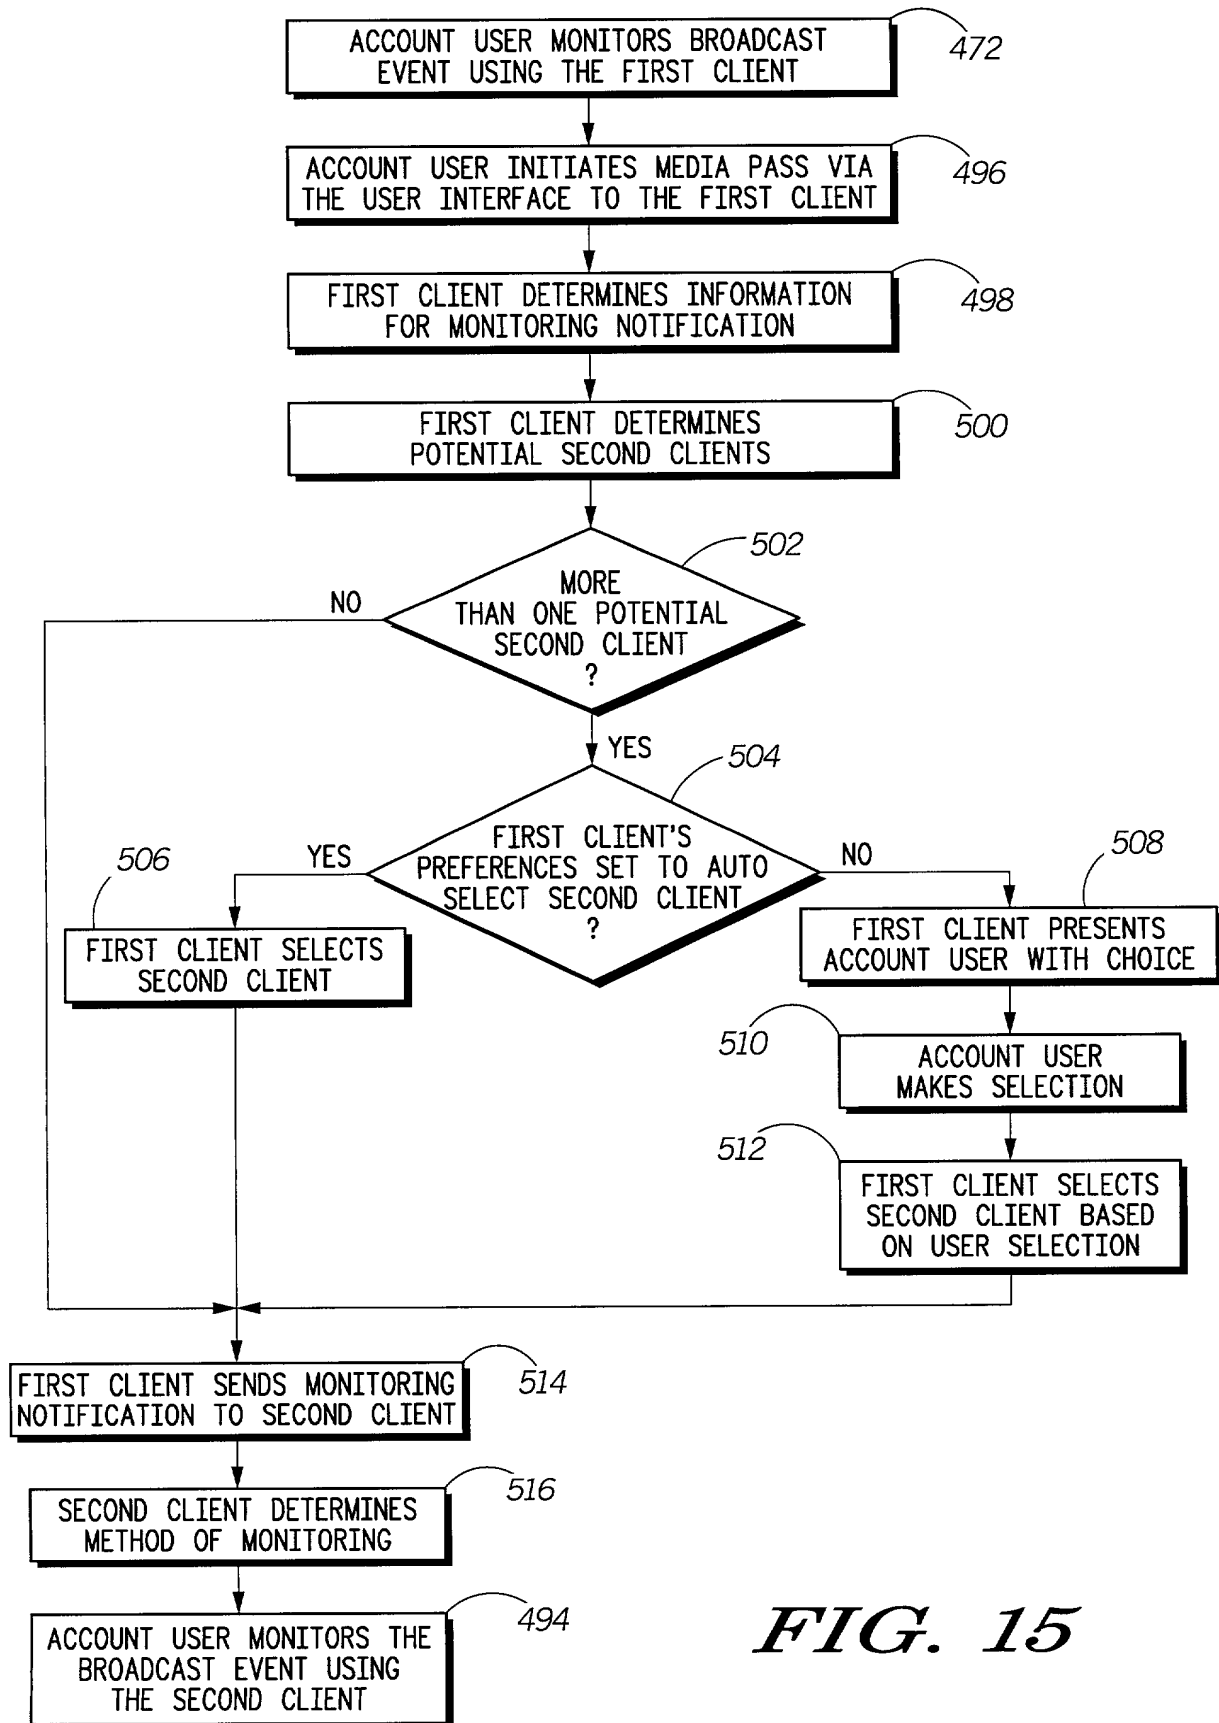 ACCOUNT USER MONITORS BROADCAST
EVENT USING THE FIRST CLIENT
472
ACCOUNT USER INITIATES MEDIA PASS VIA
THE USER INTERFACE TO THE FIRST CLIENT
496
FIRST CLIENT DETERMINES INFORMATION
FOR MONITORING NOTIFICATION
498
FIRST CLIENT DETERMINES
POTENTIAL SECOND CLIENTS
500
502
MORE
THAN ONE POTENTIAL
SECOND CLIENT
?
NO
YES
504
FIRST CLIENT'S
PREFERENCES SET TO AUTO
SELECT SECOND CLIENT
?
YES
NO
506
FIRST CLIENT SELECTS
SECOND CLIENT
508
FIRST CLIENT PRESENTS
ACCOUNT USER WITH CHOICE
510
ACCOUNT USER
MAKES SELECTION
512
FIRST CLIENT SELECTS
SECOND CLIENT BASED
ON USER SELECTION
FIRST CLIENT SENDS MONITORING
NOTIFICATION TO SECOND CLIENT
514
SECOND CLIENT DETERMINES
METHOD OF MONITORING
516
ACCOUNT USER MONITORS THE
BROADCAST EVENT USING
THE SECOND CLIENT
494
FIG. 15